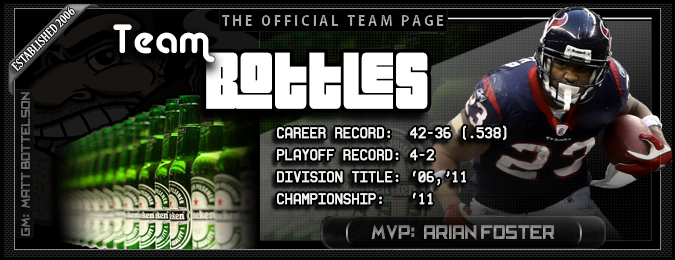 ESTABLISHED 2006
THE OFFICIAL TEAM PAGE
Team
BOTTLES
CAREER RECORD: 42-36 (.538)
PLAYOFF RECORD: 4-2
DIVISION TITLE: '06,'11
CHAMPIONSHIP: '11
GM: MATT BOTTELSON
MVP: ARIAN FOSTER
23